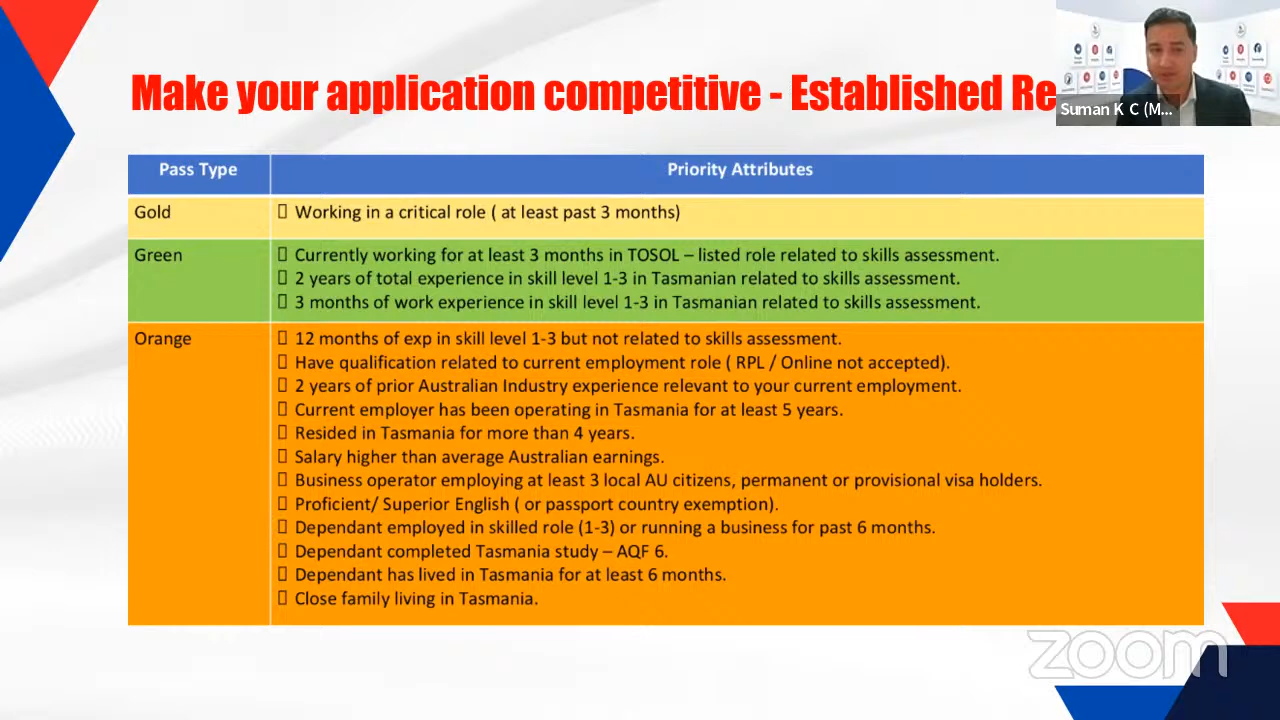 Make your application competitive - Established Re
Suman K C (M...
Pass Type
Priority Attributes
Gold
Working in a critical role ( at least past 3 months)
Green
Currently working for at least 3 months in TOSOL – listed role related to skills assessment.
2 years of total experience in skill level 1-3 in Tasmanian related to skills assessment.
3 months of work experience in skill level 1-3 in Tasmanian related to skills assessment.
Orange
12 months of exp in skill level 1-3 but not related to skills assessment.
Have qualification related to current employment role ( RPL / Online not accepted).
2 years of prior Australian Industry experience relevant to your current employment.
Current employer has been operating in Tasmania for at least 5 years.
Resided in Tasmania for more than 4 years.
Salary higher than average Australian earnings.
Business operator employing at least 3 local AU citizens, permanent or provisional visa holders.
Proficient/ Superior English ( or passport country exemption).
Dependant employed in skilled role (1-3) or running a business for past 6 months.
Dependant completed Tasmania study – AQF 6.
Dependant has lived in Tasmania for at least 6 months.
Close family living in Tasmania.
zoom